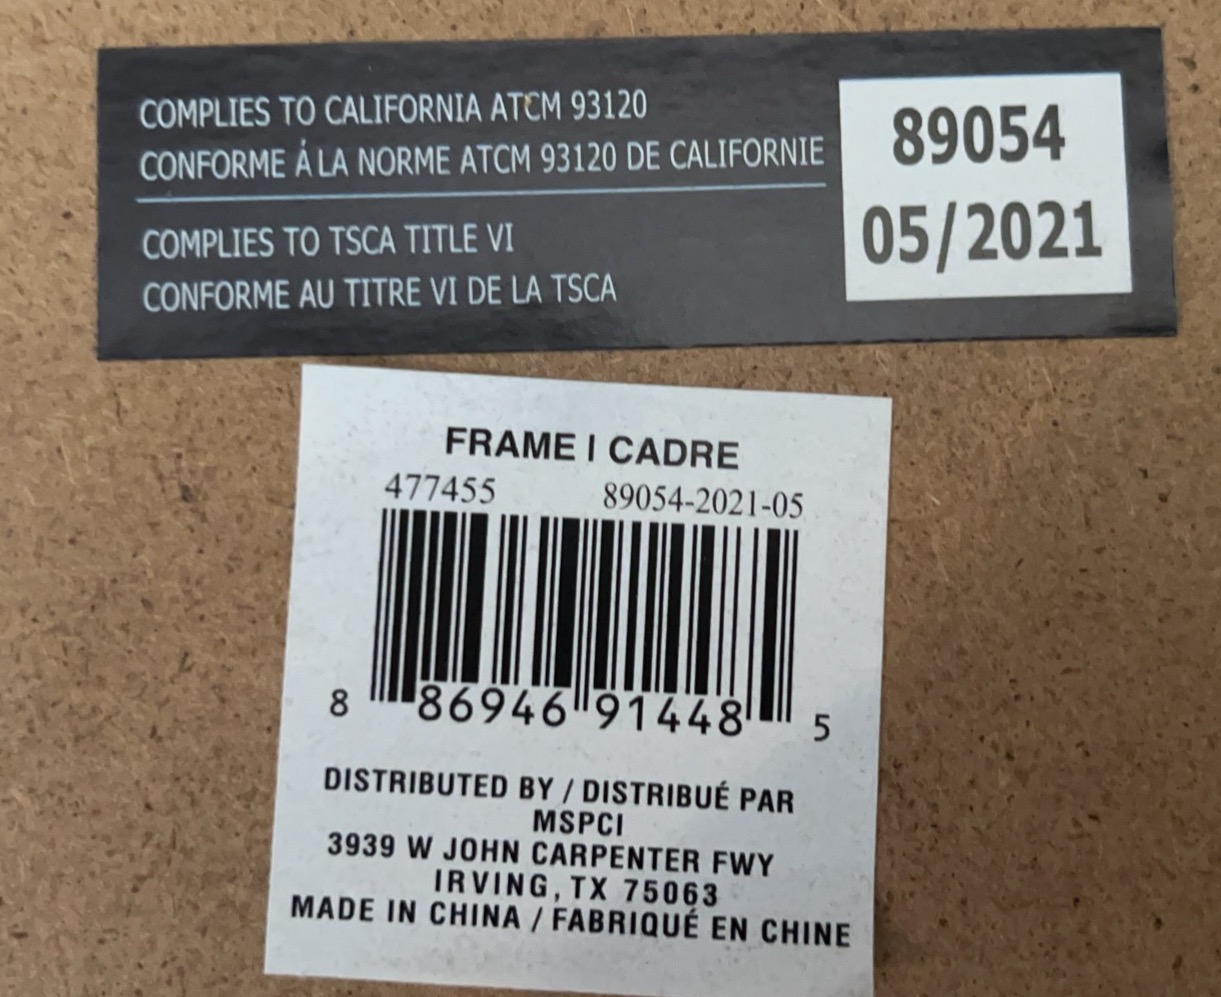 COMPLIES TO CALIFORNIA ATCM 93120
CONFORME Á LA NORME ATCM 93120 DE CALIFORNIE
COMPLIES TO TSCA TITLE VI
CONFORME AU TITRE VI DE LA TSCA
89054
05/2021
FRAME | CADRE
477455 89054-2021-05
8 86946 91448 5
DISTRIBUTED BY / DISTRIBUÉ PAR
MSPCI
3939 W JOHN CARPENTER FWY
IRVING, TX 75063
MADE IN CHINA / FABRIQUÉ EN CHINE